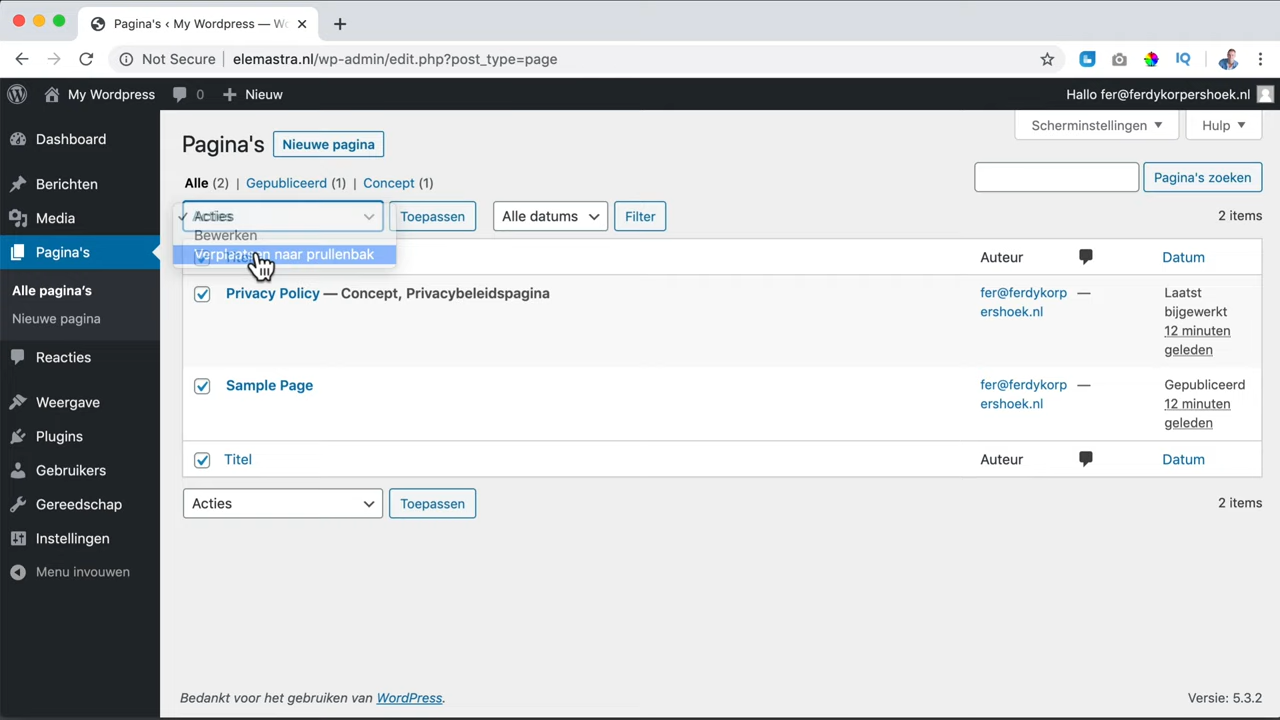 Pagina's ‹ My Wordpress — W
Not Secure
elemastra.nl/wp-admin/edit.php?post_type=page
IQ
My Wordpress
0
Nieuw
Hallo fer@ferdykorpershoek.nl
Dashboard
Berichten
Media
Pagina's
Alle pagina’s
Nieuwe pagina
Reacties
Weergave
Plugins
Gebruikers
Gereedschap
Instellingen
Menu invouwen
Pagina's
Nieuwe pagina
Scherminstellingen
Hulp
Alle (2) | Gepubliceerd (1) | Concept (1)
Pagina's zoeken
Acties
Toepassen
Alle datums
Filter
2 items
Bewerken
Verplaatsen naar prullenbak
Auteur
Datum
Privacy Policy — Concept, Privacybeleidspagina
fer@ferdykorp
ershoek.nl
—
Laatst
bijgewerkt
12 minuten
geleden
Sample Page
fer@ferdykorp
ershoek.nl
—
Gepubliceerd
12 minuten
geleden
Titel
Auteur
Datum
Acties
Toepassen
2 items
Bedankt voor het gebruiken van WordPress.
Versie: 5.3.2